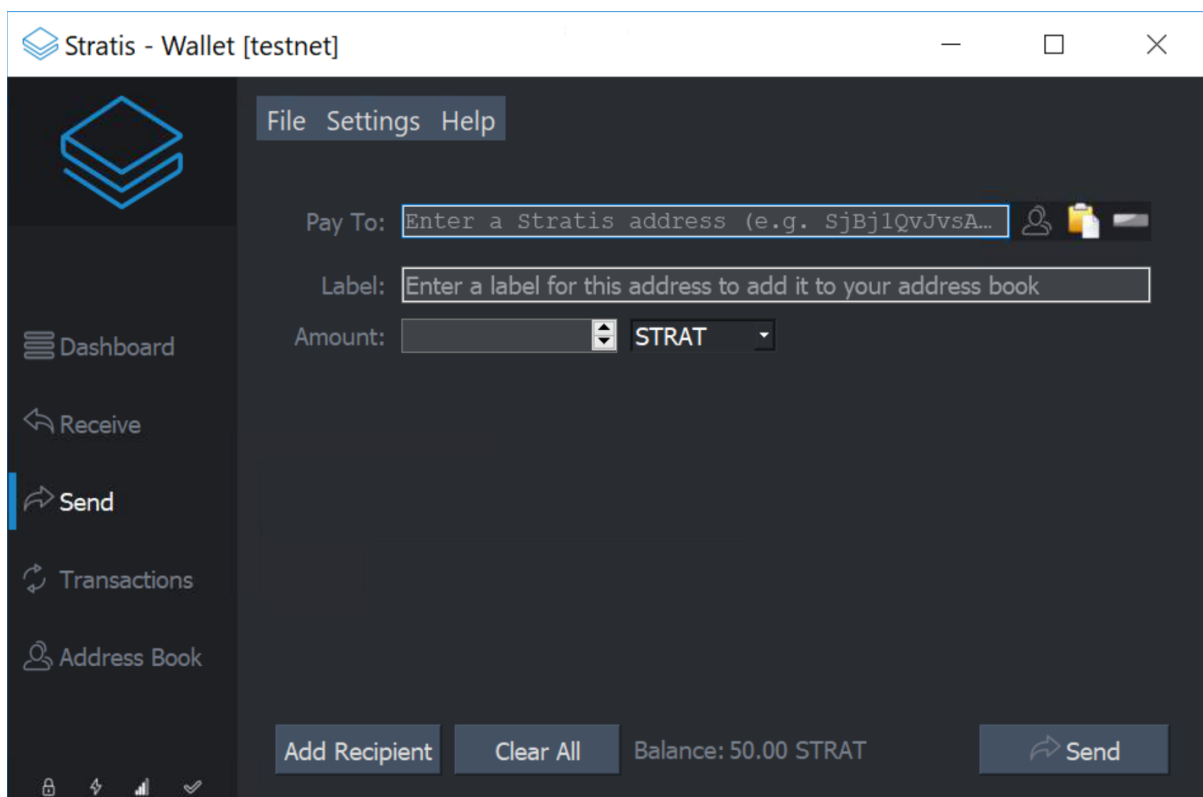 Stratis - Wallet [testnet]
File Settings Help
Pay To: Enter a Stratis address (e.g. SjBj1QvJvsA…
Label: Enter a label for this address to add it to your address book
Amount: STRAT
Dashboard
Receive
Send
Transactions
Address Book
Add Recipient Clear All Balance: 50.00 STRAT Send